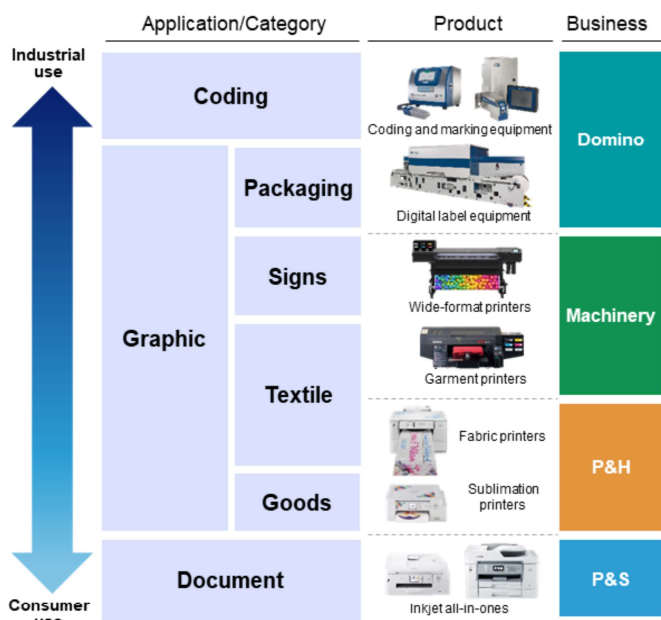 Application/Category
Product
Business
Industrial
use
Coding
Coding and marking equipment
Domino
Packaging
Digital label equipment
Signs
Wide-format printers
Machinery
Graphic
Garment printers
Textile
Fabric printers
P&H
Goods
Sublimation
printers
Document
Inkjet all-in-ones
P&S
Consumer
use